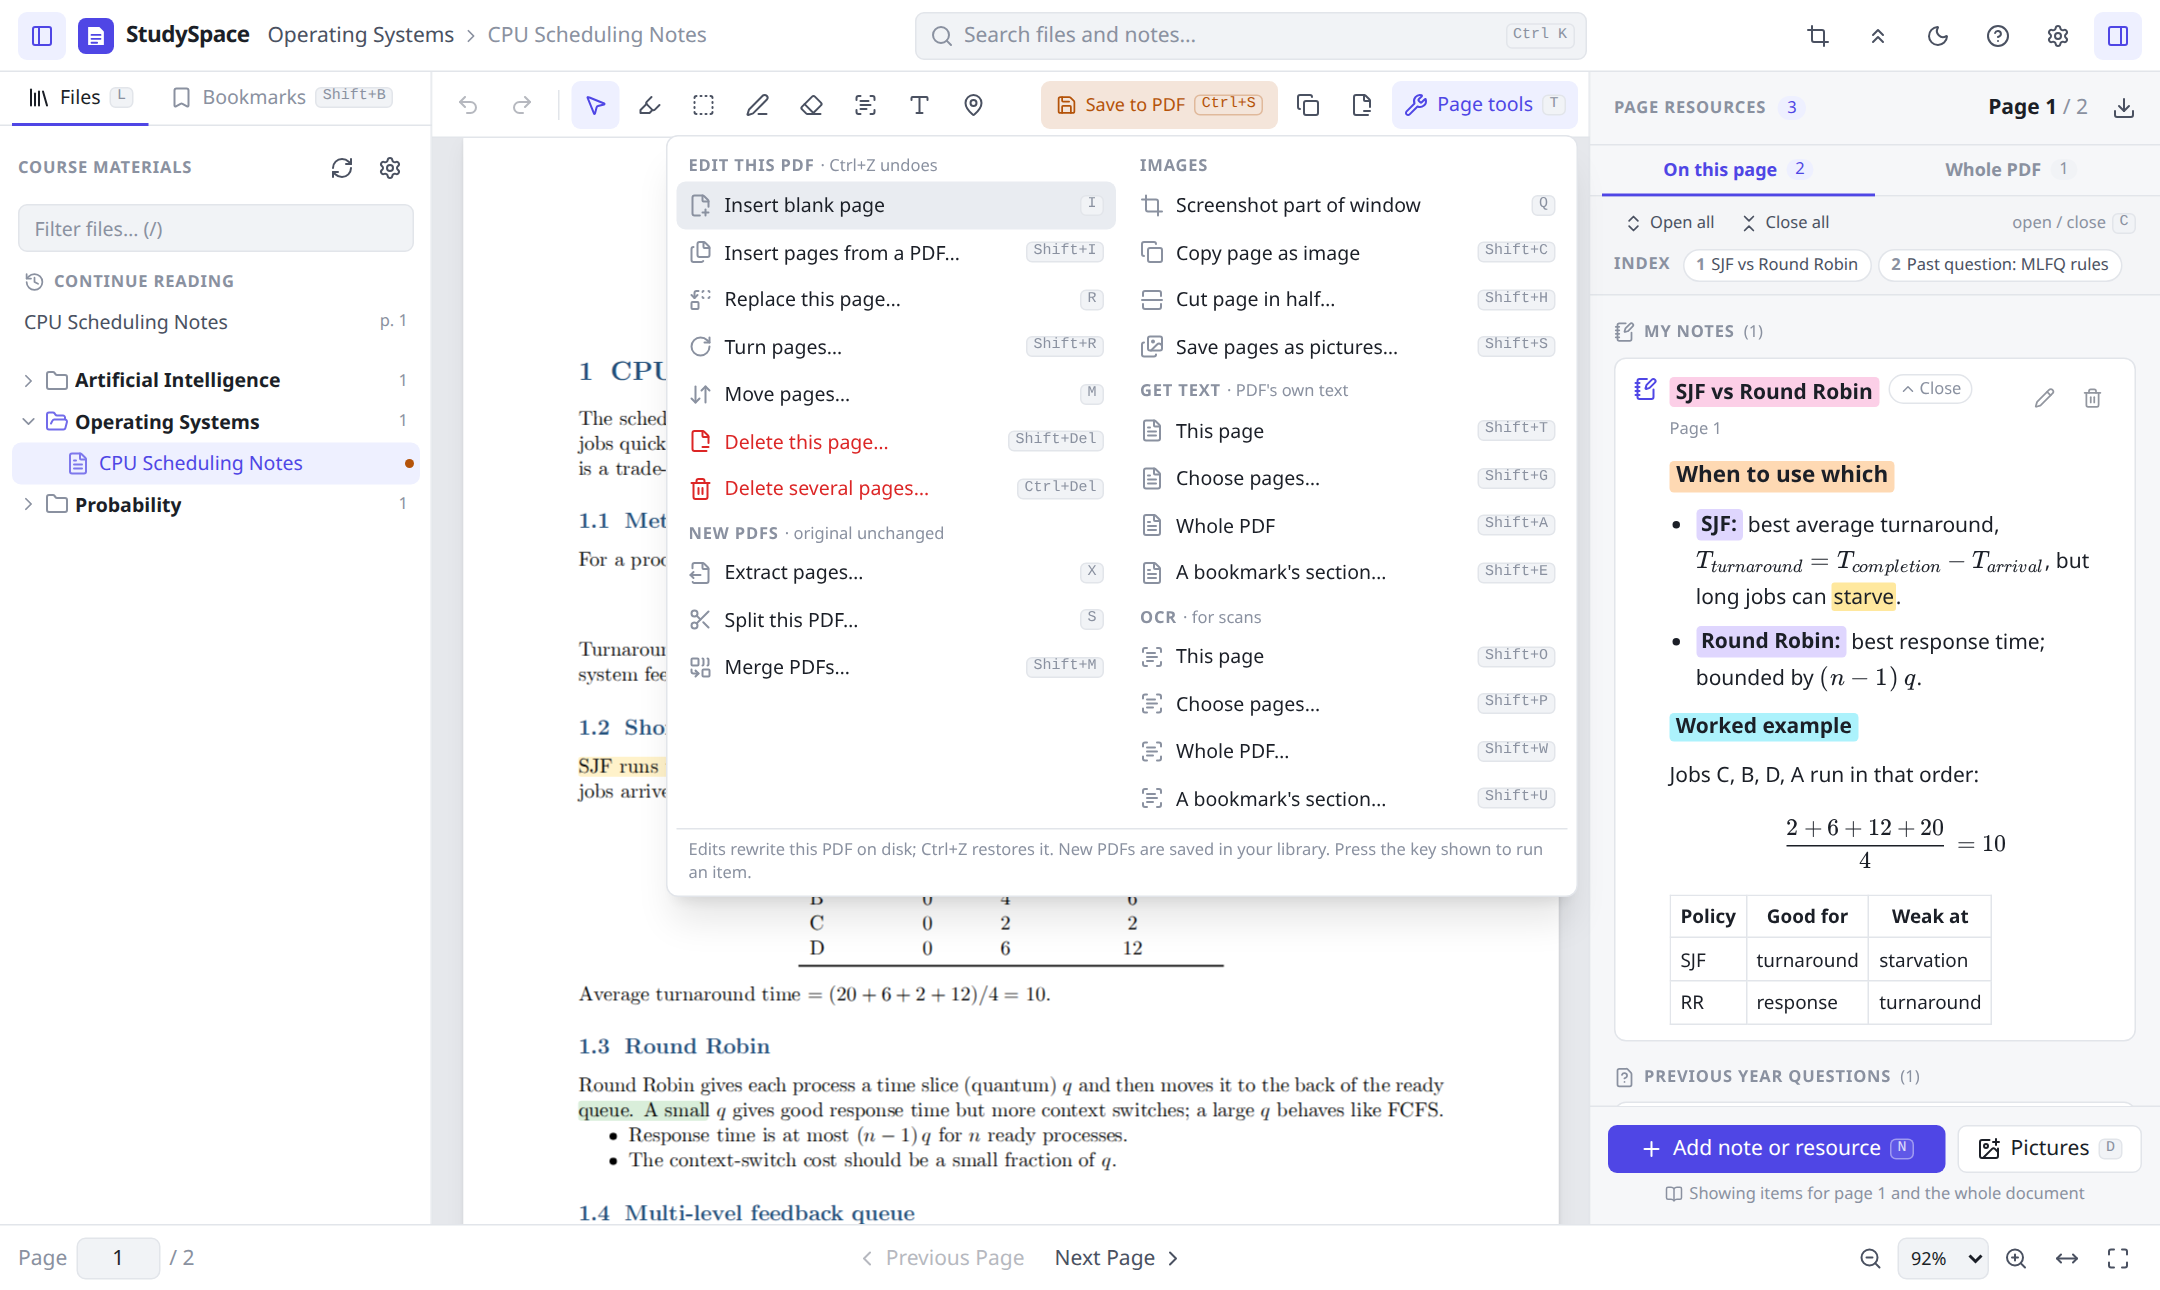 StudySpace Operating Systems > CPU Scheduling Notes
Search files and notes... Ctrl K
Files L Bookmarks Shift+B
COURSE MATERIALS
Filter files... (/)
CONTINUE READING
CPU Scheduling Notes p. 1
Artificial Intelligence 1
Operating Systems 1
CPU Scheduling Notes
Probability 1
Save to PDF Ctrl+S Page tools T
EDIT THIS PDF · Ctrl+Z undoes
Insert blank page I
Insert pages from a PDF... Shift+I
Replace this page... R
Turn pages... Shift+R
Move pages... M
Delete this page... Shift+Del
Delete several pages... Ctrl+Del
NEW PDFS · original unchanged
Extract pages... X
Split this PDF... S
Merge PDFs... Shift+M
IMAGES
Screenshot part of window Q
Copy page as image Shift+C
Cut page in half... Shift+H
Save pages as pictures... Shift+S
GET TEXT · PDF's own text
This page Shift+T
Choose pages... Shift+G
Whole PDF Shift+A
A bookmark's section... Shift+E
OCR · for scans
This page Shift+O
Choose pages... Shift+P
Whole PDF... Shift+W
A bookmark's section... Shift+U
Edits rewrite this PDF on disk; Ctrl+Z restores it. New PDFs are saved in your library. Press the key shown to run
an item.
1 CPU
The sched
jobs quick
is a trade-
1.1 Met
For a proc
Turnaroun
system fee
1.2 Sho
SJF runs
jobs arrive
B 0 4 6
C 0 2 2
D 0 6 12
Average turnaround time = (20 + 6 + 2 + 12)/4 = 10.
1.3 Round Robin
Round Robin gives each process a time slice (quantum) q and then moves it to the back of the ready
queue. A small q gives good response time but more context switches; a large q behaves like FCFS.
• Response time is at most (n − 1) q for n ready processes.
• The context-switch cost should be a small fraction of q.
1.4 Multi-level feedback queue
PAGE RESOURCES 3 Page 1 / 2
On this page 2 Whole PDF 1
Open all Close all open / close C
INDEX 1 SJF vs Round Robin 2 Past question: MLFQ rules
MY NOTES (1)
SJF vs Round Robin Close
Page 1
When to use which
• SJF: best average turnaround,
T_turnaround = T_completion − T_arrival, but
long jobs can starve.
• Round Robin: best response time;
bounded by (n − 1) q.
Worked example
Jobs C, B, D, A run in that order:
2 + 6 + 12 + 20
= 10
4
Policy Good for Weak at
SJF turnaround starvation
RR response turnaround
PREVIOUS YEAR QUESTIONS (1)
+ Add note or resource N Pictures D
Showing items for page 1 and the whole document
Page 1 / 2 < Previous Page Next Page > 92%